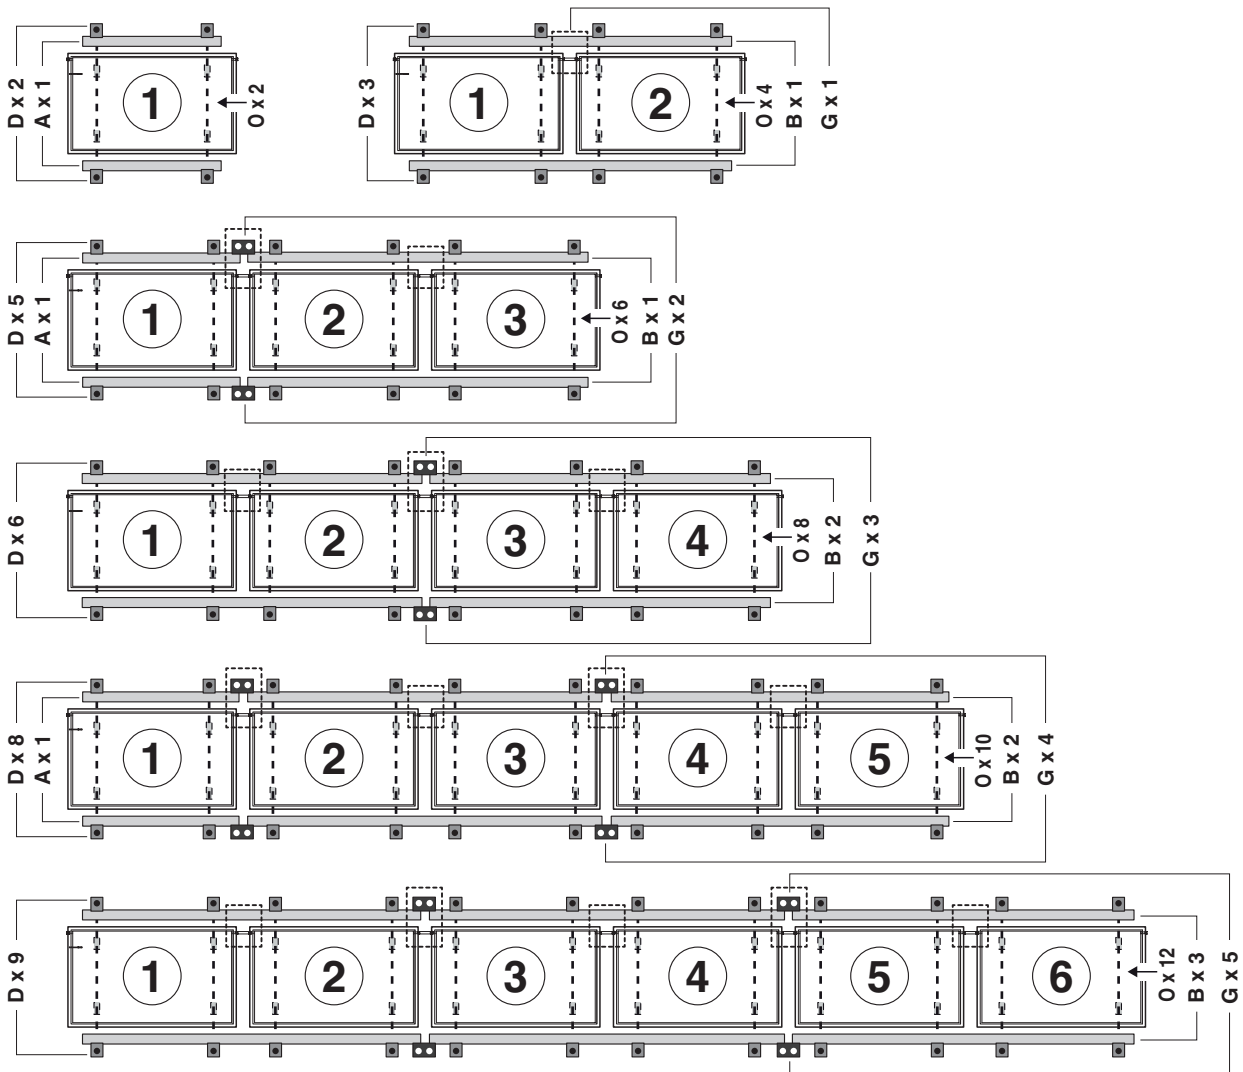 D x 2
A x 1
1
O x 2
D x 3
1
2
O x 4
B x 1
G x 1
D x 5
A x 1
1
2
3
O x 6
B x 1
G x 2
D x 6
1
2
3
4
O x 8
B x 2
G x 3
D x 8
A x 1
1
2
3
4
5
O x 10
B x 2
G x 4
D x 9
1
2
3
4
5
6
O x 12
B x 3
G x 5